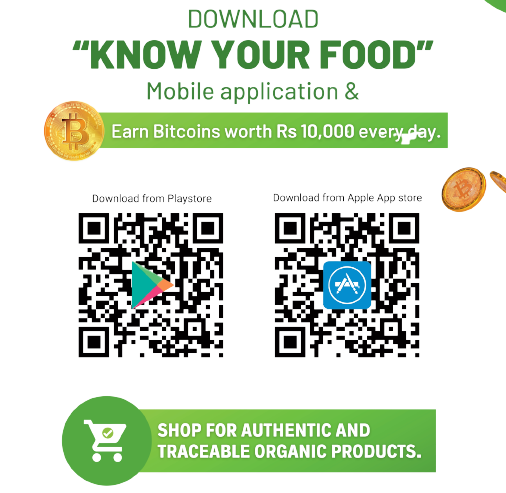 DOWNLOAD
“KNOW YOUR FOOD”
Mobile application &
Earn Bitcoins worth Rs 10,000 every day.
Download from Playstore
Download from Apple App store
SHOP FOR AUTHENTIC AND
TRACEABLE ORGANIC PRODUCTS.